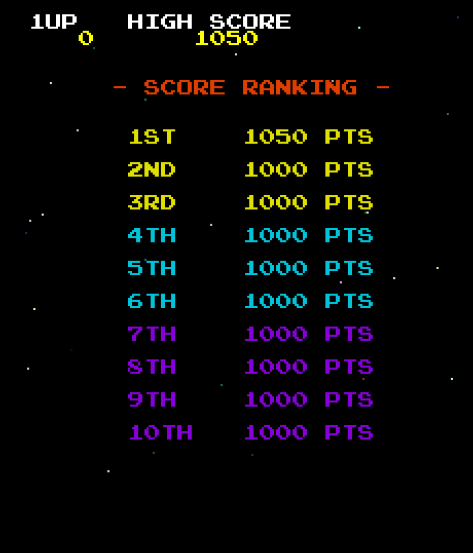 1UP HIGH SCORE
0 1050
- SCORE RANKING -
1ST 1050 PTS
2ND 1000 PTS
3RD 1000 PTS
4TH 1000 PTS
5TH 1000 PTS
6TH 1000 PTS
7TH 1000 PTS
8TH 1000 PTS
9TH 1000 PTS
10TH 1000 PTS